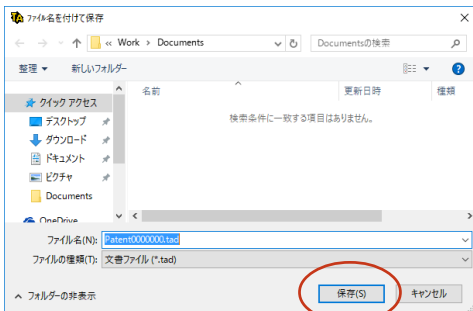 ファイル名を付けて保存
« Work › Documents
Documentsの検索
整理
新しいフォルダー
名前
更新日時
種類
検索条件に一致する項目はありません。
クイック アクセス
デスクトップ
ダウンロード
ドキュメント
ピクチャ
Documents
OneDrive
ファイル名(N): Patent0000000.tad
ファイルの種類(T): 文書ファイル (*.tad)
フォルダーの非表示
保存(S)
キャンセル